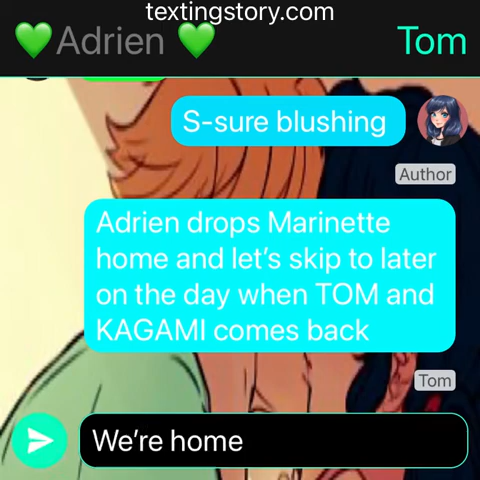 textingstory.com
💚Adrien 💚 Tom
S-sure blushing
Author
Adrien drops Marinette
home and let’s skip to later
on the day when TOM and
KAGAMI comes back
Tom
We’re home